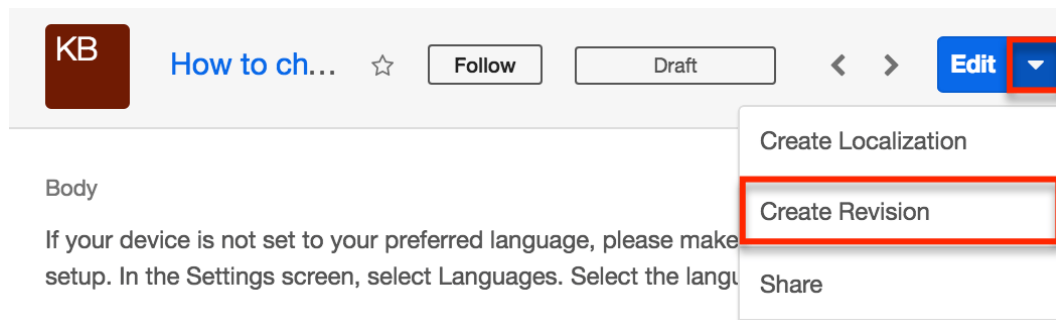 KB
How to ch...
Follow
Draft
Edit
Create Localization
Create Revision
Share
Body
If your device is not set to your preferred language, please make
setup. In the Settings screen, select Languages. Select the langu